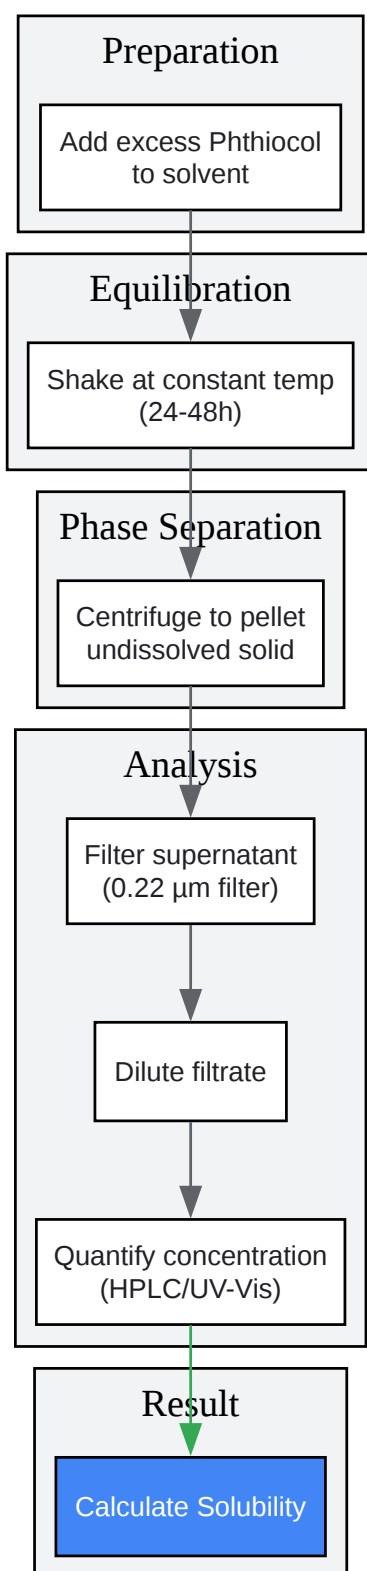 Preparation
Add excess Phthiocol
to solvent
Equilibration
Shake at constant temp
(24-48h)
Phase Separation
Centrifuge to pellet
undissolved solid
Analysis
Filter supernatant
(0.22 µm filter)
Dilute filtrate
Quantify concentration
(HPLC/UV-Vis)
Result
Calculate Solubility